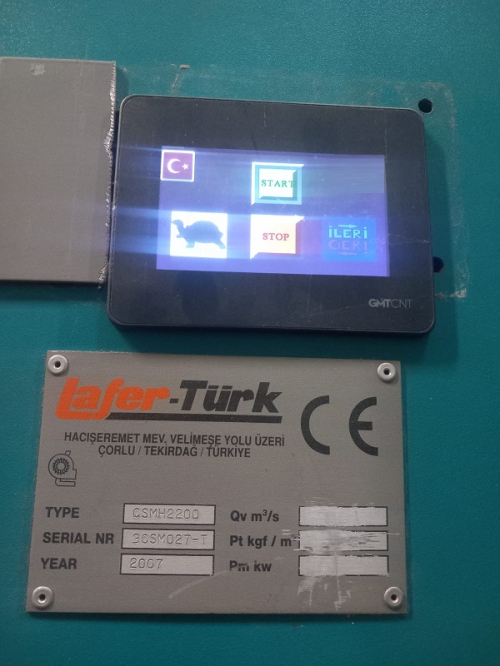 START
STOP
İLERİ
GERİ
GMTCNT
Lafer-Türk
HACIŞEREMET MEV. VELİMEŞE YOLU ÜZERİ
ÇORLU / TEKİRDAĞ / TÜRKİYE
CE
TYPE GSMH2200 Qv m³/s
SERIAL NR 36SM027-T Pt kgf / m
YEAR 2007 Pm kw